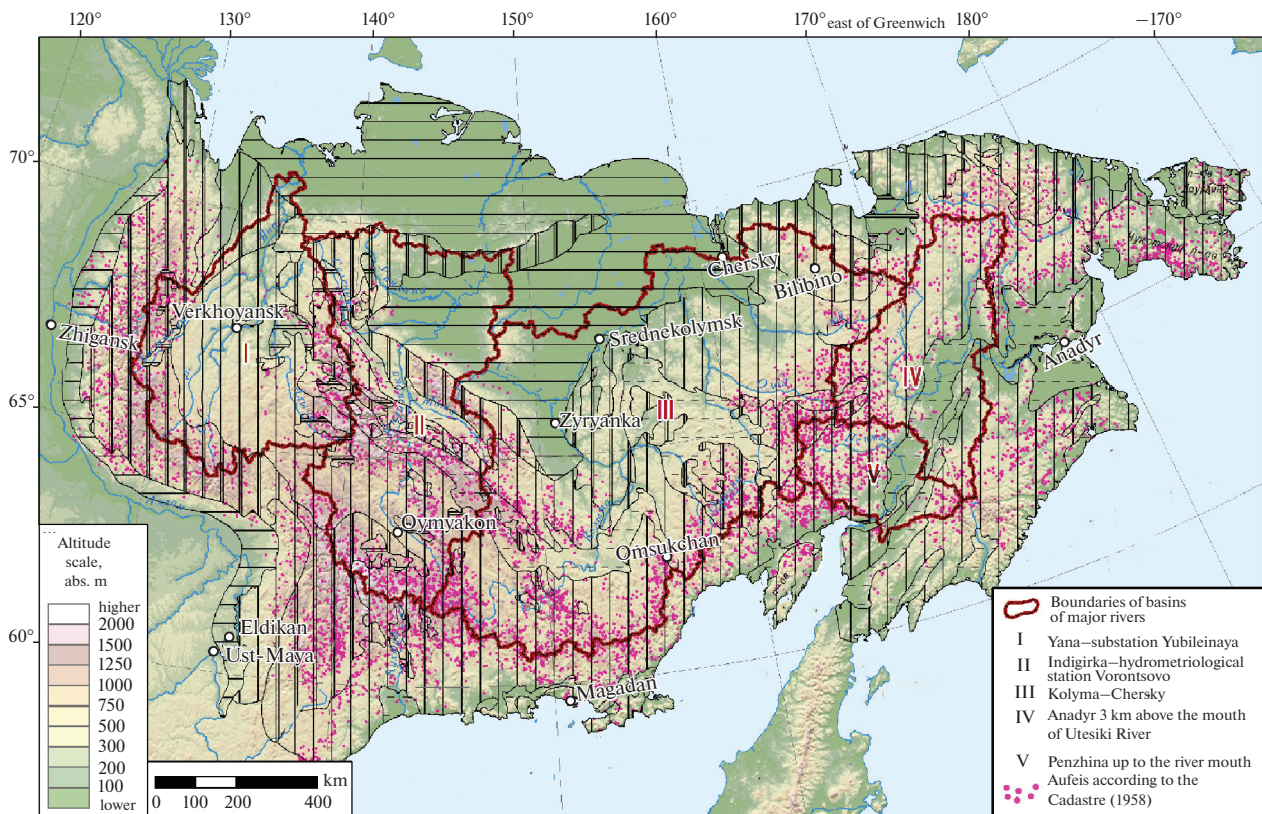 120° 130° 140° 150° 160° 170° east of Greenwich 180° −170°
70°
65°
60°
Chersky
Bilibino
Verkhoyansk
Zhigansk
Srednekolymsk
Anadyr
I
IV
II
III
Zyryanka
V
Oymyakon
Omsukchan
Eldikan
Ust-Maya
Magadan
Altitude
scale,
abs. m
higher
2000
1500
1250
1000
750
500
300
200
100
lower
km
0 100 200 400
Boundaries of basins
of major rivers
I Yana−substation Yubileinaya
II Indigirka−hydrometriological
station Vorontsovo
III Kolyma−Chersky
IV Anadyr 3 km above the mouth
of Utesiki River
V Penzhina up to the river mouth
Aufeis according to the
Cadastre (1958)